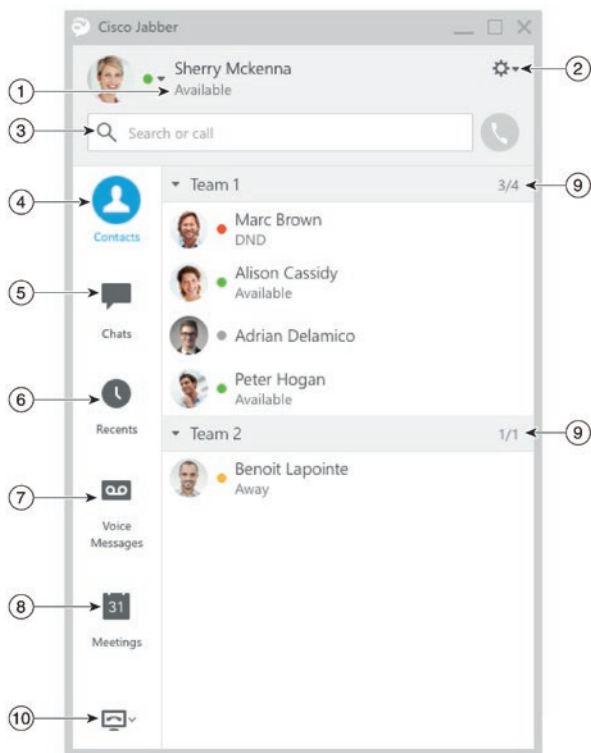 Cisco Jabber
Sherry Mckenna
Available
1
2
3
Search or call
4
Contacts
Team 1
3/4
9
Marc Brown
DND
Alison Cassidy
Available
5
Chats
Adrian Delamico
Peter Hogan
Available
6
Recents
Team 2
1/1
9
Benoit Lapointe
Away
7
Voice
Messages
8
31
Meetings
10